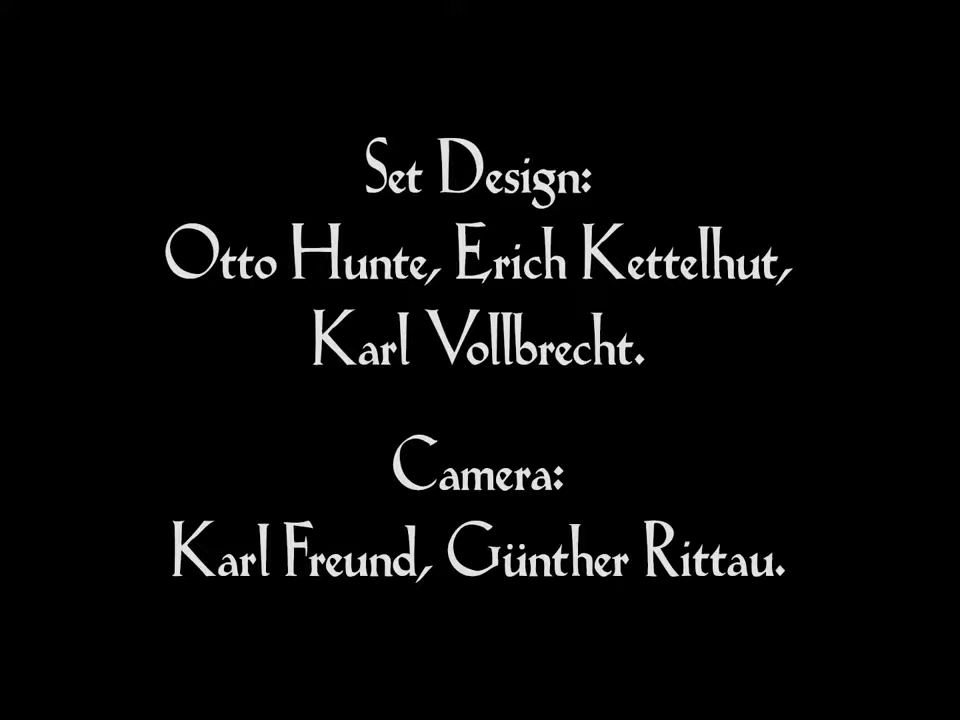 Set Design:
Otto Hunte, Erich Kettelhut,
Karl Vollbrecht.
Camera:
Karl Freund, Günther Rittau.